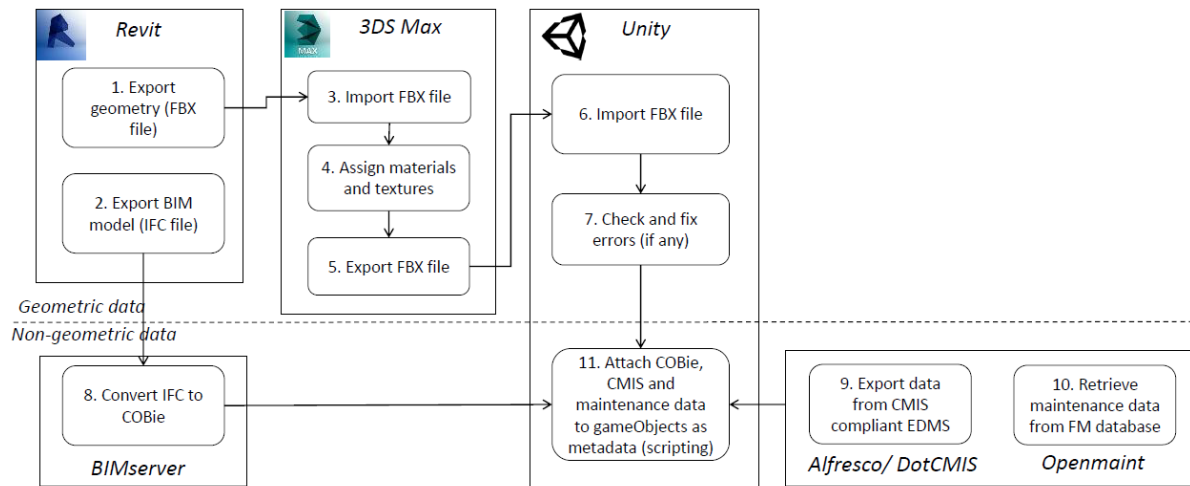 Revit
1. Export
geometry (FBX
file)
2. Export BIM
model (IFC file)
MAX
3DS Max
3. Import FBX file
4. Assign materials
and textures
5. Export FBX file
Unity
6. Import FBX file
7. Check and fix
errors (if any)
Geometric data
Non-geometric data
8. Convert IFC to
COBie
BIMserver
11. Attach COBie,
CMIS and
maintenance data
to gameObjects as
metadata (scripting)
9. Export data
from CMIS
compliant EDMS
Alfresco/ DotCMIS
10. Retrieve
maintenance data
from FM database
Openmaint